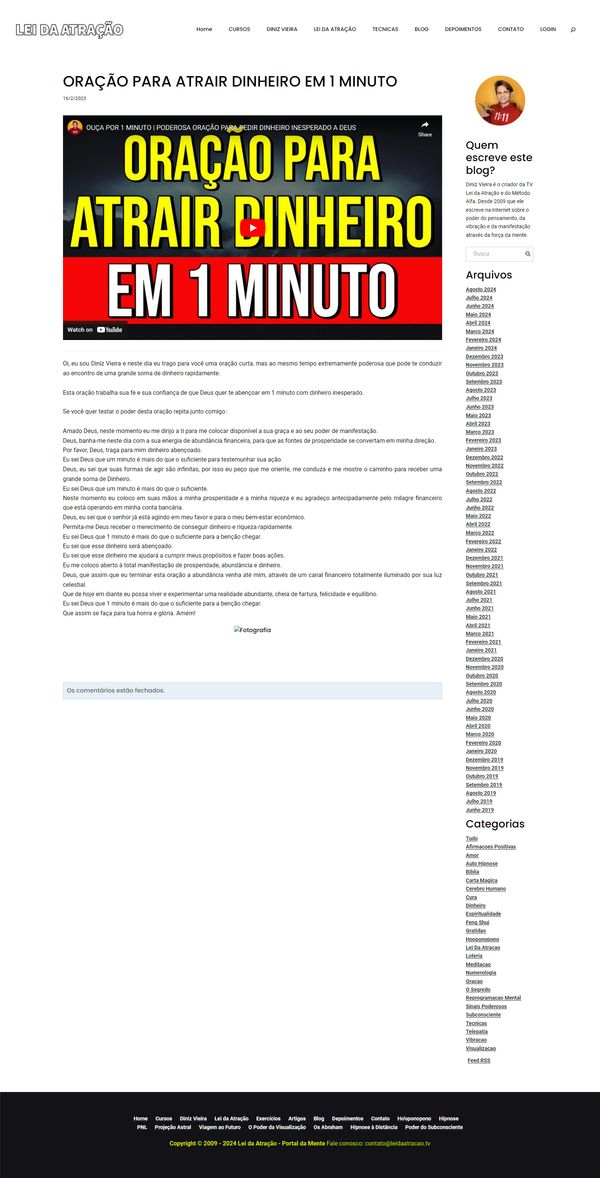 LEI DA ATRAÇÃO
Home CURSOS DINIZ VIEIRA LEI DA ATRAÇÃO TECNICAS BLOG DEPOIMENTOS CONTATO LOGIN
ORAÇÃO PARA ATRAIR DINHEIRO EM 1 MINUTO
16/2/2023
OUÇA POR 1 MINUTO | PODEROSA ORAÇÃO PARA PEDIR DINHEIRO INESPERADO A DEUS
Share
ORAÇÃO PARA
ATRAIR DINHEIRO
EM 1 MINUTO
Watch on YouTube
Oi, eu sou Diniz Vieira e neste dia eu trago para você uma oração curta, mas ao mesmo tempo extremamente poderosa que pode te conduzir
ao encontro de uma grande soma de dinheiro rapidamente.
Esta oração trabalha sua fé e sua confiança de que Deus quer te abençoar em 1 minuto com dinheiro inesperado.
Se você quer testar o poder desta oração repita junto comigo:
Amado Deus, neste momento eu me dirijo a ti para me colocar disponível a sua graça e ao seu poder de manifestação.
Deus, banha-me neste dia com a sua energia de abundância financeira, para que as fontes de prosperidade se convertam em minha direção.
Por favor, Deus, traga para mim dinheiro abençoado.
Eu sei Deus que um minuto é mais do que o suficiente para testemunhar sua ação.
Deus, eu sei que suas formas de agir são infinitas, por isso eu peço que me oriente, me conduza e me mostre o caminho para receber uma
grande soma de Dinheiro.
Eu sei Deus que um minuto é mais do que o suficiente.
Neste momento eu coloco em suas mãos a minha prosperidade e a minha riqueza e eu agradeço antecipadamente pelo milagre financeiro
que está operando em minha conta bancária.
Deus, eu sei que o senhor já está agindo em meu favor e para o meu bem-estar econômico.
Permita-me Deus receber o merecimento de conseguir dinheiro e riqueza rapidamente.
Eu sei Deus que 1 minuto é mais do que o suficiente para a benção chegar.
Eu sei que esse dinheiro será abençoado.
Eu sei que esse dinheiro me ajudará a cumprir meus propósitos e fazer boas ações.
Eu me coloco aberto à total manifestação de prosperidade, abundância e dinheiro.
Deus, que assim que eu terminar esta oração a abundância venha até mim, através de um canal financeiro totalmente iluminado por sua luz
celestial.
Que de hoje em diante eu possa viver e experimentar uma realidade abundante, cheia de fartura, felicidade e equilíbrio.
Eu sei Deus que 1 minuto é mais do que o suficiente para a benção chegar.
Que assim se faça para tua honra e glória. Amém!
Fotografia
Os comentários estão fechados.
11:11
Quem
escreve este
blog?
Diniz Vieira é o criador da TV
Lei da Atração e do Método
Alfa. Desde 2009 que ele
escreve na Internet sobre o
poder do pensamento, da
vibração e da manifestação
através da força da mente.
Busca
Arquivos
Agosto 2024
Julho 2024
Junho 2024
Maio 2024
Abril 2024
Março 2024
Fevereiro 2024
Janeiro 2024
Dezembro 2023
Novembro 2023
Outubro 2023
Setembro 2023
Agosto 2023
Julho 2023
Junho 2023
Maio 2023
Abril 2023
Março 2023
Fevereiro 2023
Janeiro 2023
Dezembro 2022
Novembro 2022
Outubro 2022
Setembro 2022
Agosto 2022
Julho 2022
Junho 2022
Maio 2022
Abril 2022
Março 2022
Fevereiro 2022
Janeiro 2022
Dezembro 2021
Novembro 2021
Outubro 2021
Setembro 2021
Agosto 2021
Julho 2021
Junho 2021
Maio 2021
Abril 2021
Março 2021
Fevereiro 2021
Janeiro 2021
Dezembro 2020
Novembro 2020
Outubro 2020
Setembro 2020
Agosto 2020
Julho 2020
Junho 2020
Maio 2020
Abril 2020
Março 2020
Fevereiro 2020
Janeiro 2020
Dezembro 2019
Novembro 2019
Outubro 2019
Setembro 2019
Agosto 2019
Julho 2019
Junho 2019
Categorias
Tudo
Afirmacoes Positivas
Amor
Auto Hipnose
Biblia
Carta Magica
Cerebro Humano
Cura
Dinheiro
Espiritualidade
Feng Shui
Gratidao
Hooponopono
Lei Da Atracao
Loteria
Meditacao
Numerologia
Oracao
O Segredo
Reprogramacao Mental
Sinais Poderosos
Subconsciente
Tecnicas
Telepatia
Vibracao
Visualizacao
Feed RSS
Home Cursos Diniz Vieira Lei da Atração Exercícios Artigos Blog Depoimentos Contato Ho'oponopono Hipnose
PNL Projeção Astral Viagem ao Futuro O Poder da Visualização Os Abraham Hipnose à Distância Poder do Subconsciente
Copyright © 2009 - 2024 Lei da Atração - Portal da Mente Fale conosco: contato@leidaatracao.tv